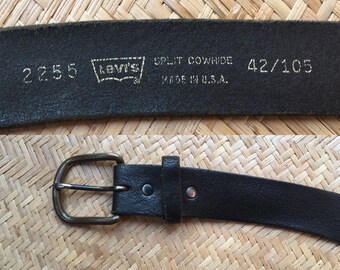 2255 Levi's SPLIT COWHIDE 42/105
MADE IN U.S.A.